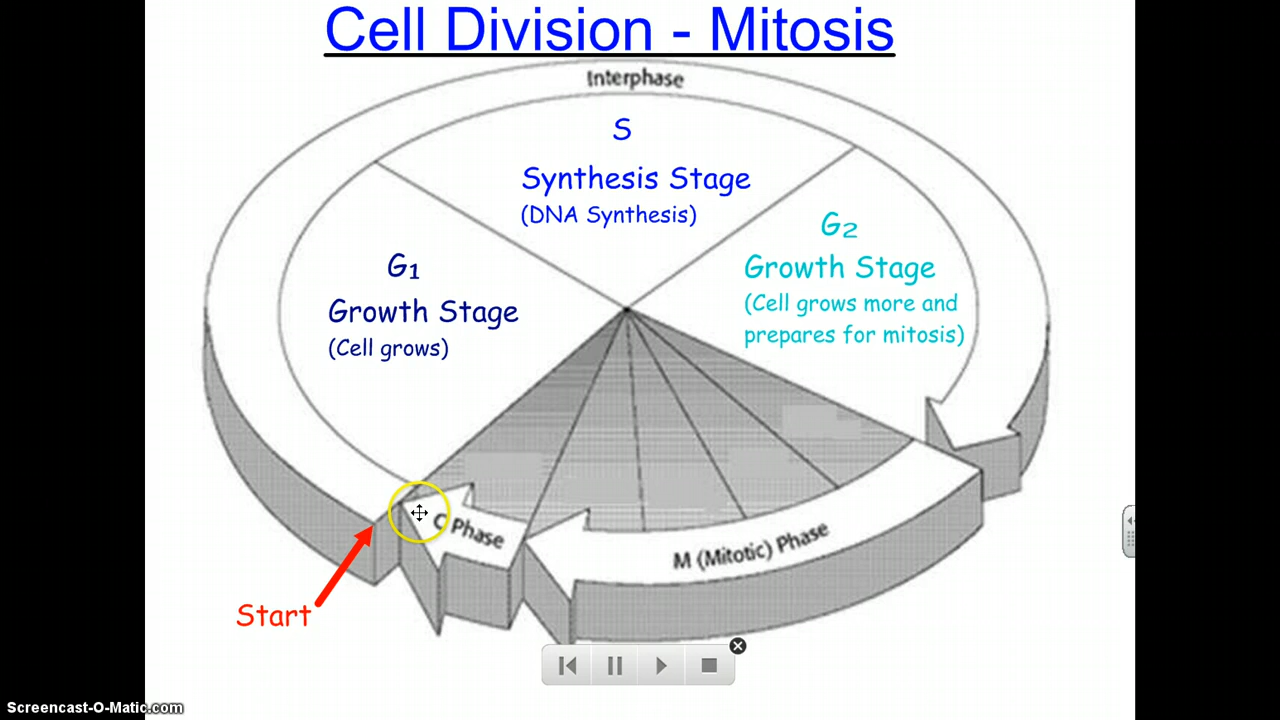 Cell Division - Mitosis
Interphase
S
Synthesis Stage
(DNA Synthesis)
G₂
Growth Stage
(Cell grows more and
prepares for mitosis)
G₁
Growth Stage
(Cell grows)
C Phase
M (Mitotic) Phase
Start
Screencast-O-Matic.com